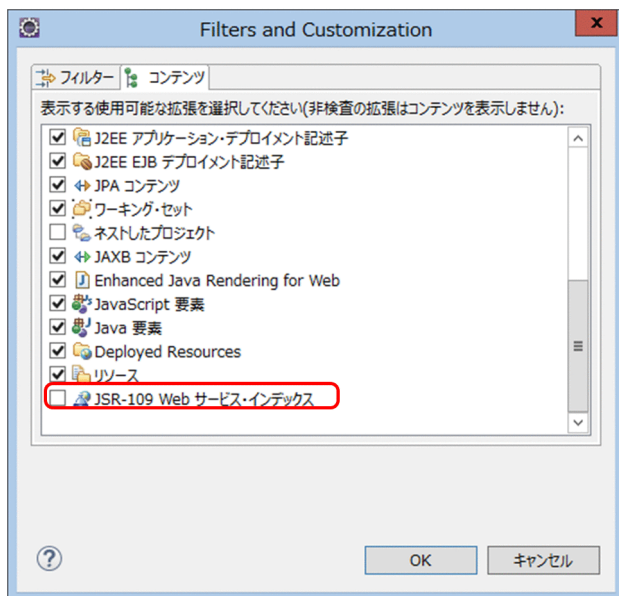 Filters and Customization
x
フィルター コンテンツ
表示する使用可能な拡張を選択してください(非検査の拡張はコンテンツを表示しません):
J2EE アプリケーション・デプロイメント記述子
J2EE EJB デプロイメント記述子
JPA コンテンツ
ワーキング・セット
ネストしたプロジェクト
JAXB コンテンツ
Enhanced Java Rendering for Web
JavaScript 要素
Java 要素
Deployed Resources
リソース
JSR-109 Web サービス・インデックス
? OK キャンセル